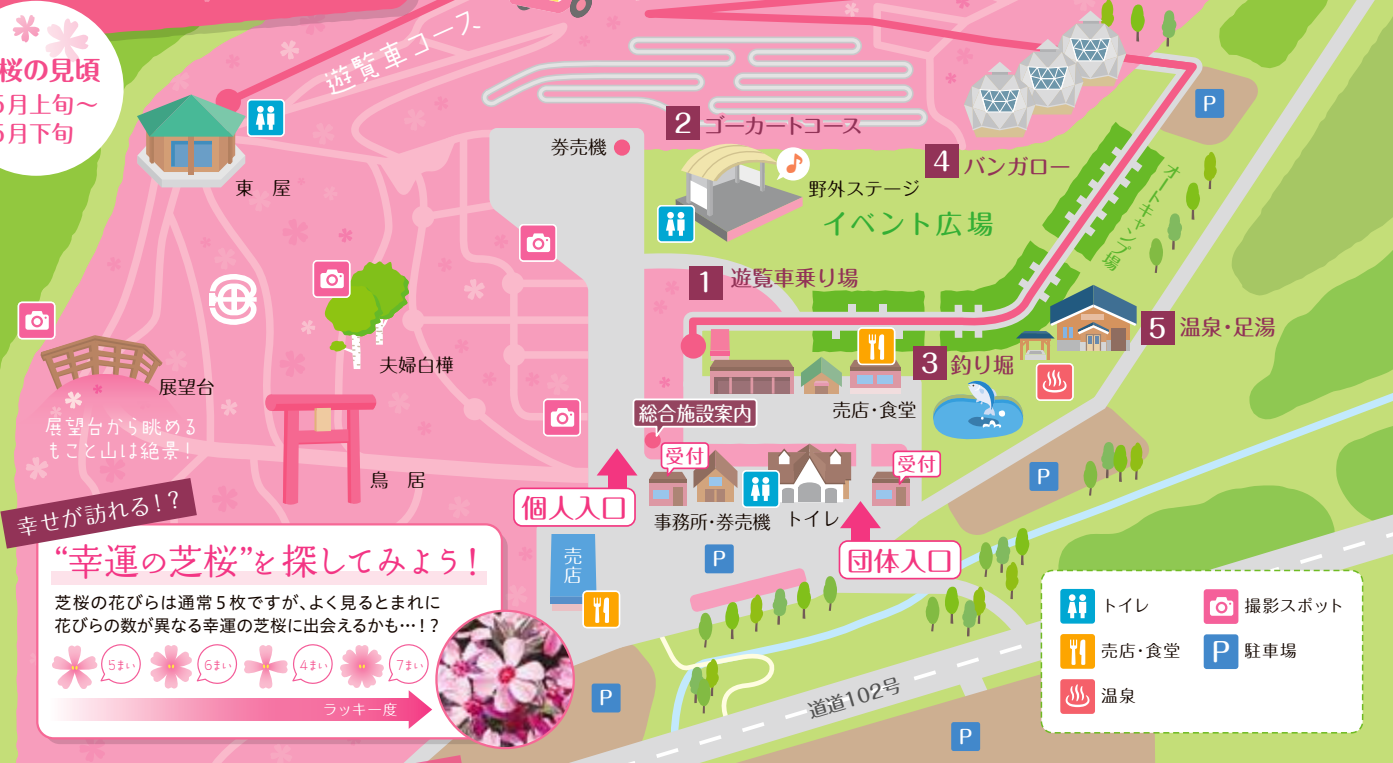 桜の見頃
5月上旬〜
5月下旬
遊覧車コース
東 屋
券売機
2 ゴーカートコース
野外ステージ
イベント広場
4 バンガロー
P
オートキャンプ場
1 遊覧車乗り場
5 温泉・足湯
3 釣り堀
売店・食堂
夫婦白樺
展望台
展望台から眺める
もこと山は絶景!
鳥 居
総合施設案内
受付
受付
個人入口
事務所・券売機
トイレ
団体入口
P
P
売店
P
P
道道102号
幸せが訪れる!?
“幸運の芝桜”を探してみよう!
芝桜の花びらは通常5枚ですが、よく見るとまれに
花びらの数が異なる幸運の芝桜に出会えるかも…!?
5まい 6まい 4まい 7まい
ラッキー度
トイレ
撮影スポット
売店・食堂
P 駐車場
温泉